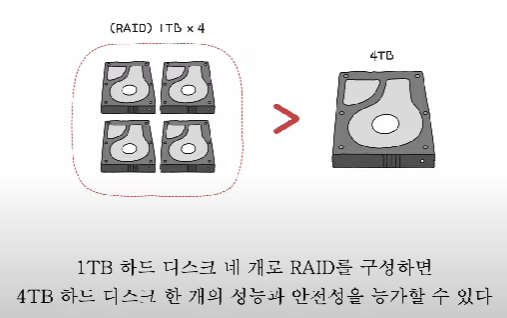 (RAID) 1TB × 4
4TB
>
1TB 하드 디스크 네 개로 RAID를 구성하면
4TB 하드 디스크 한 개의 성능과 안전성을 능가할 수 있다